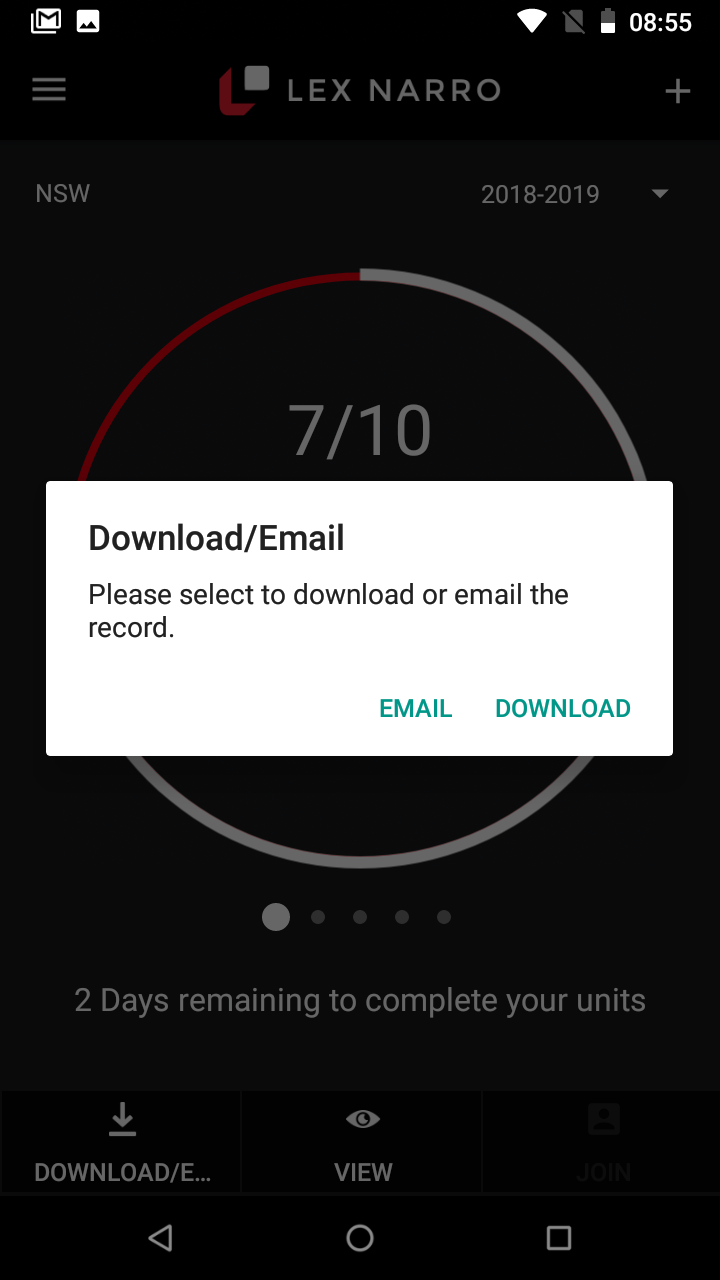 08:55
LEX NARRO
NSW
2018-2019
7/10
Download/Email
Please select to download or email the
record.
EMAIL
DOWNLOAD
2 Days remaining to complete your units
DOWNLOAD/E...
VIEW
JOIN